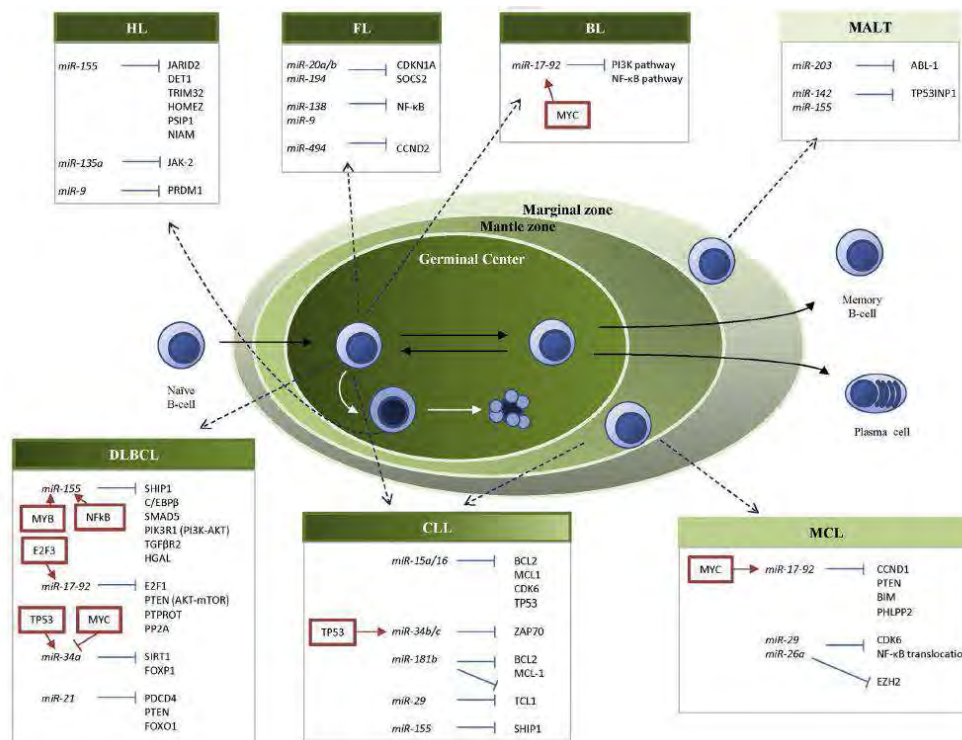 HL
miR-155
JARID2
DET1
TRIM32
HOMEZ
PSIP1
NIAM
miR-135a
JAK-2
miR-9
PRDM1
FL
miR-20a/b
miR-194
CDKN1A
SOCS2
miR-138
miR-9
NF-κB
miR-494
CCND2
BL
miR-17-92
PI3K pathway
NF-κB pathway
MYC
MALT
miR-203
ABL-1
miR-142
miR-155
TP53INP1
Marginal zone
Mantle zone
Germinal Center
Naïve
B-cell
Memory
B-cell
Plasma cell
DLBCL
miR-155
SHIP1
C/EBPβ
SMAD5
PIK3R1 (PI3K-AKT)
TGFβR2
HGAL
MYB
NFkB
E2F3
miR-17-92
E2F1
PTEN (AKT-mTOR)
PTPROT
PP2A
TP53
MYC
miR-34a
SIRT1
FOXP1
miR-21
PDCD4
PTEN
FOXO1
CLL
miR-15a/16
BCL2
MCL1
CDK6
TP53
TP53
miR-34b/c
ZAP70
miR-181b
BCL2
MCL-1
miR-29
TCL1
miR-155
SHIP1
MCL
MYC
miR-17-92
CCND1
PTEN
BIM
PHLPP2
miR-29
miR-26a
CDK6
NF-κB translocatio
EZH2